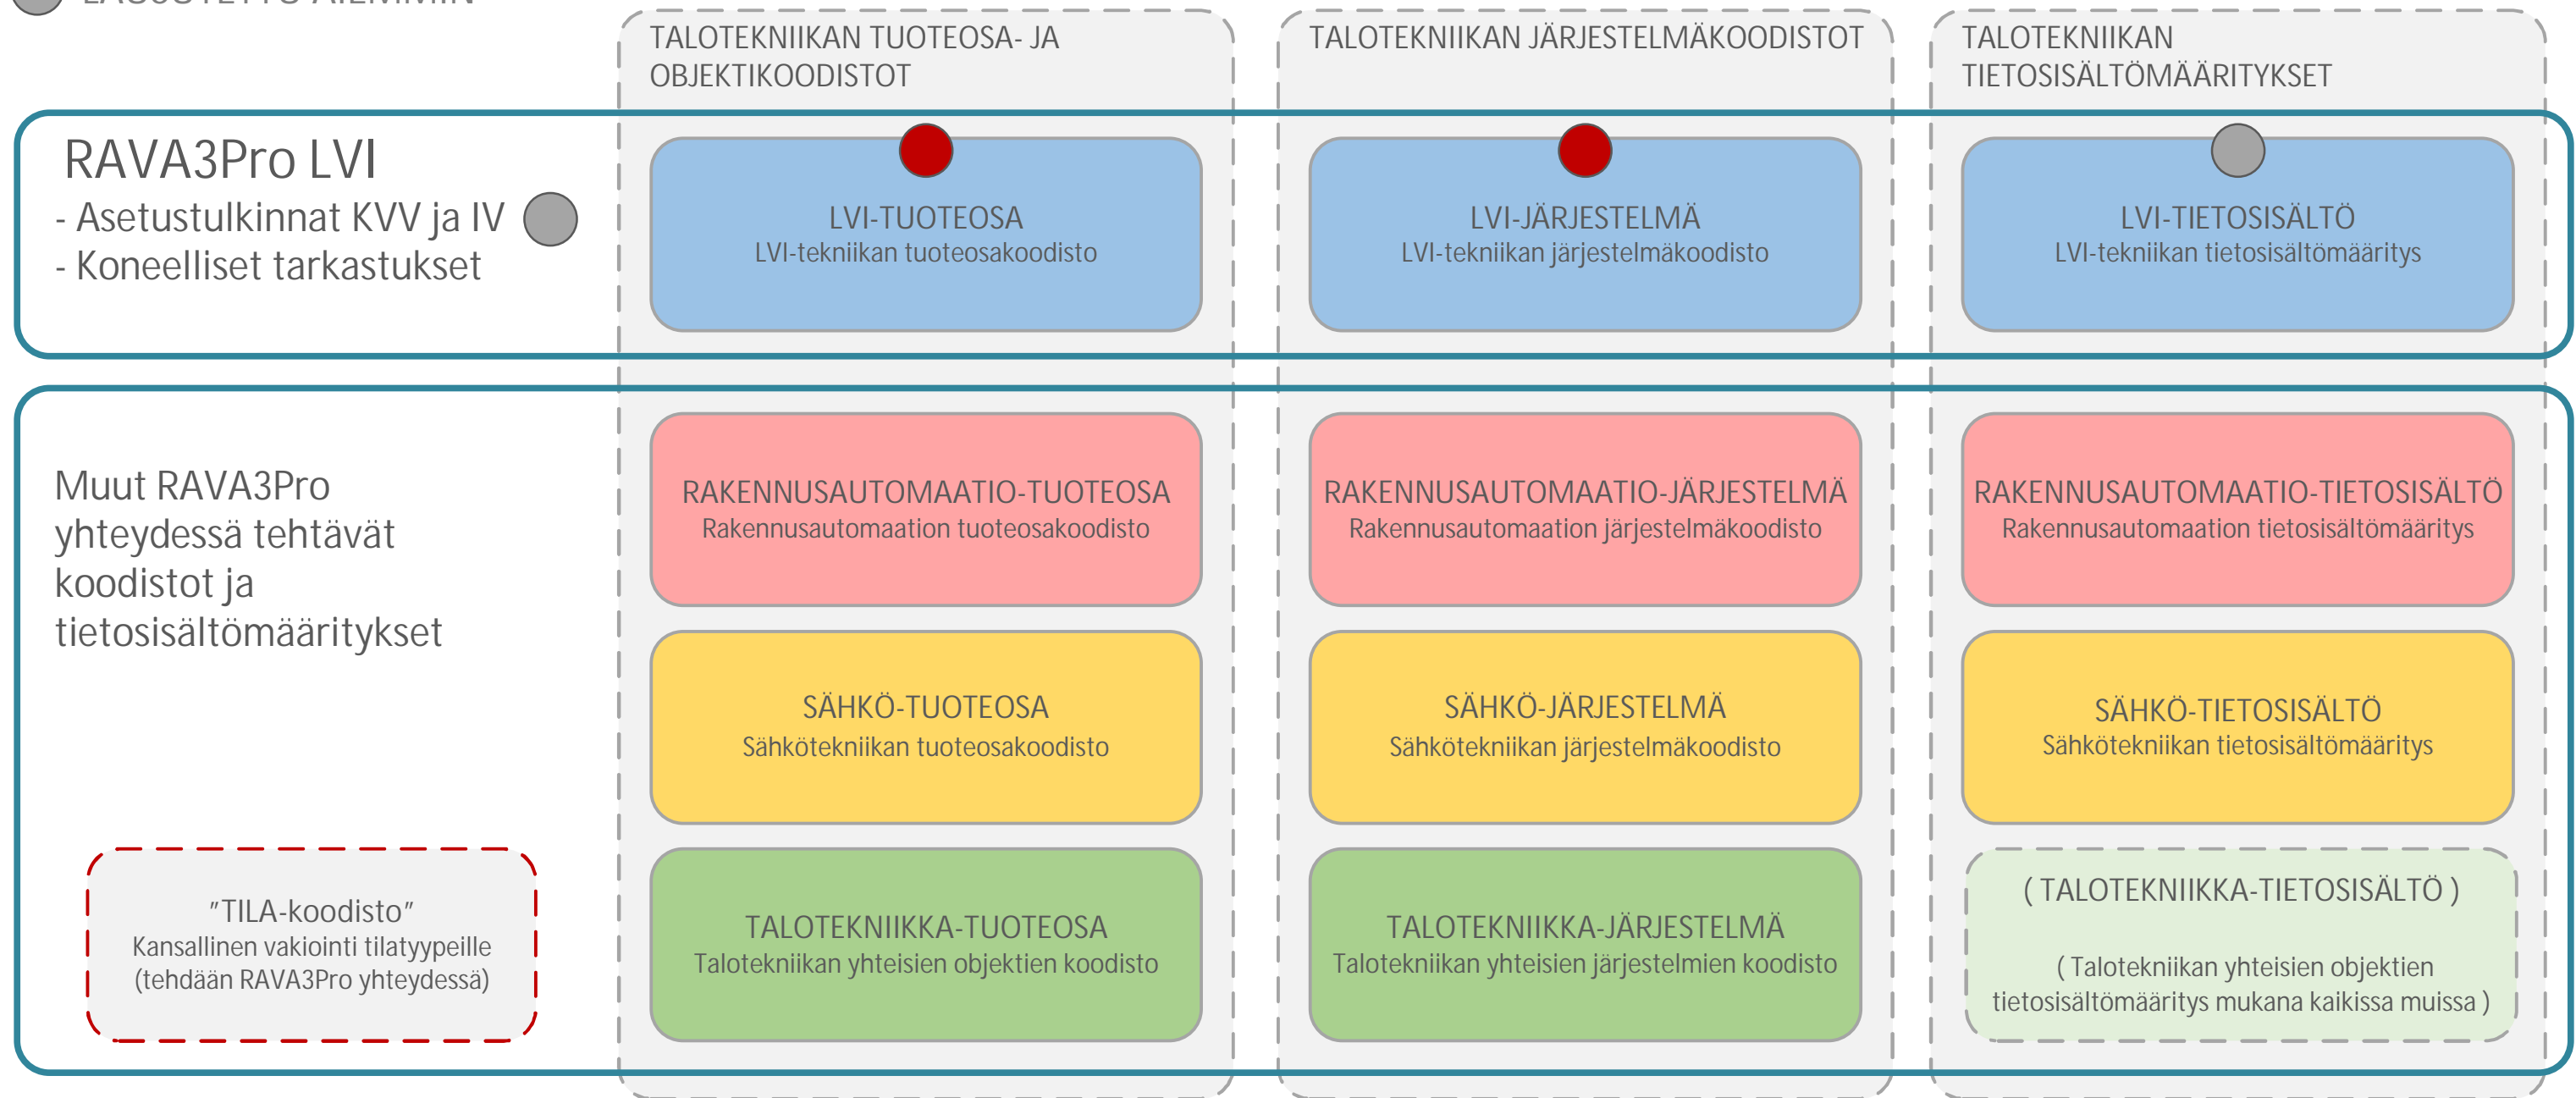 TALOTEKNIIKAN TUOTEOSA- JA
OBJEKTIKOODISTOT
TALOTEKNIIKAN JÄRJESTELMÄKOODISTOT
TALOTEKNIIKAN
TIETOSISÄLTÖMÄÄRITYKSET
RAVA3Pro LVI
- Asetustulkinnat KVV ja IV
- Koneelliset tarkastukset
LVI-TUOTEOSA
LVI-tekniikan tuoteosakoodisto
LVI-JÄRJESTELMÄ
LVI-tekniikan järjestelmäkoodisto
LVI-TIETOSISÄLTÖ
LVI-tekniikan tietosisältömääritys
Muut RAVA3Pro
yhteydessä tehtävät
koodistot ja
tietosisältömääritykset
RAKENNUSAUTOMAATIO-TUOTEOSA
Rakennusautomaation tuoteosakoodisto
RAKENNUSAUTOMAATIO-JÄRJESTELMÄ
Rakennusautomaation järjestelmäkoodisto
RAKENNUSAUTOMAATIO-TIETOSISÄLTÖ
Rakennusautomaation tietosisältömääritys
SÄHKÖ-TUOTEOSA
Sähkötekniikan tuoteosakoodisto
SÄHKÖ-JÄRJESTELMÄ
Sähkötekniikan järjestelmäkoodisto
SÄHKÖ-TIETOSISÄLTÖ
Sähkötekniikan tietosisältömääritys
"TILA-koodisto"
Kansallinen vakiointi tilatyypeille
(tehdään RAVA3Pro yhteydessä)
TALOTEKNIIKKA-TUOTEOSA
Talotekniikan yhteisien objektien koodisto
TALOTEKNIIKKA-JÄRJESTELMÄ
Talotekniikan yhteisien järjestelmien koodisto
( TALOTEKNIIKKA-TIETOSISÄLTÖ )
( Talotekniikan yhteisien objektien
tietosisältömääritys mukana kaikissa muissa )